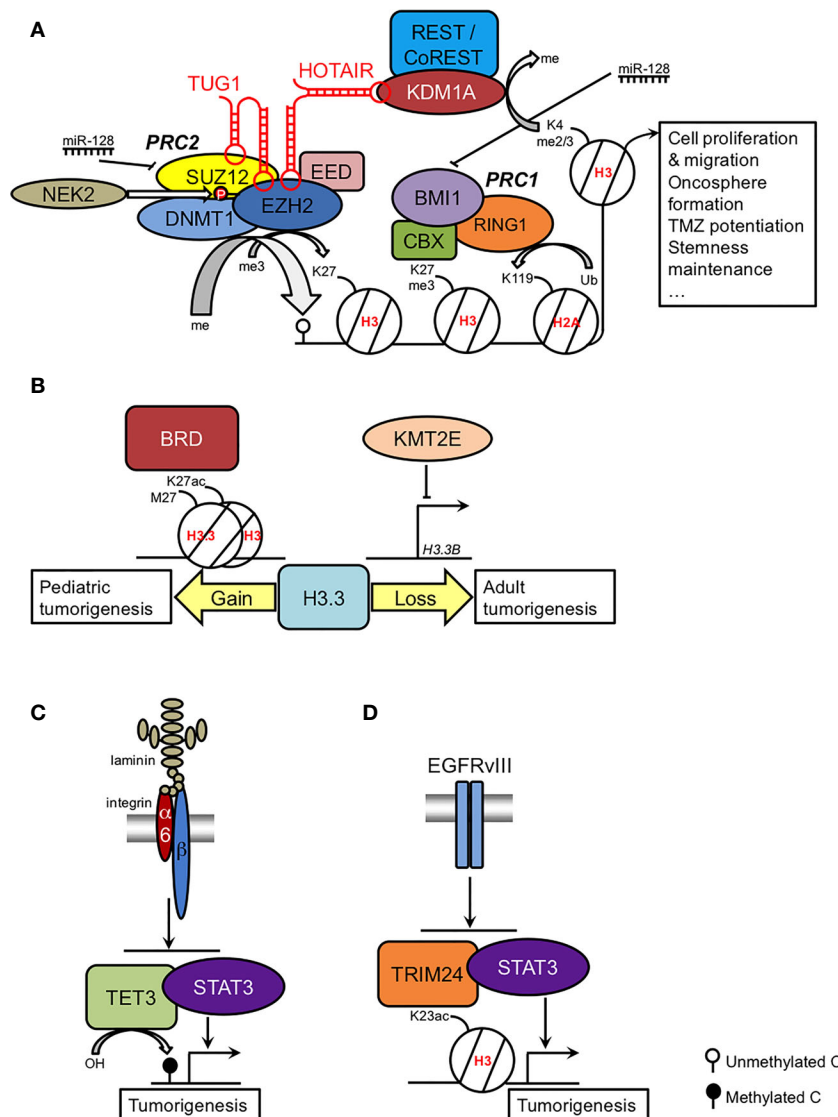 A
REST /
CoREST
HOTAIR
KDM1A
me
miR-128
TUG1
K4
me2/3
H3
Cell proliferation
& migration
Oncosphere
formation
TMZ potentiation
Stemness
maintenance
...
miR-128
PRC2
SUZ12
EED
NEK2
P
DNMT1
EZH2
PRC1
BMI1
RING1
CBX
me3
K27
me
H3
K27
me3
H3
K119
Ub
H2A
B
BRD
KMT2E
K27ac
M27
H3.3
H3
H3.3B
Pediatric
tumorigenesis
Gain
H3.3
Loss
Adult
tumorigenesis
C
laminin
integrin
α
6
β
TET3
STAT3
OH
Tumorigenesis
D
EGFRvIII
TRIM24
STAT3
K23ac
H3
Tumorigenesis
Unmethylated C
Methylated C